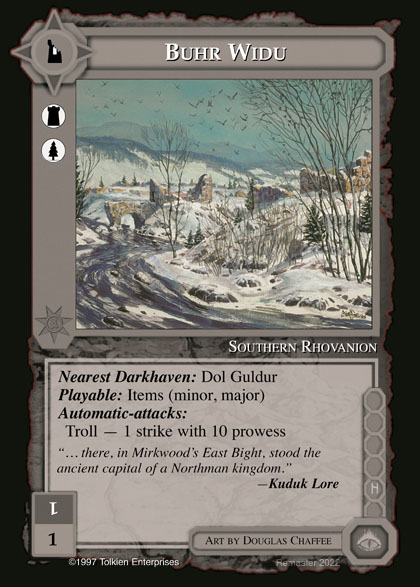 Buhr Widu
Southern Rhovanion
Nearest Darkhaven: Dol Guldur
Playable: Items (minor, major)
Automatic-attacks:
Troll — 1 strike with 10 prowess
“… there, in Mirkwood’s East Bight, stood the
ancient capital of a Northman kingdom.”
—Kuduk Lore
H
1
1
Art by Douglas Chaffee
©1997 Tolkien Enterprises
Remaster 2022